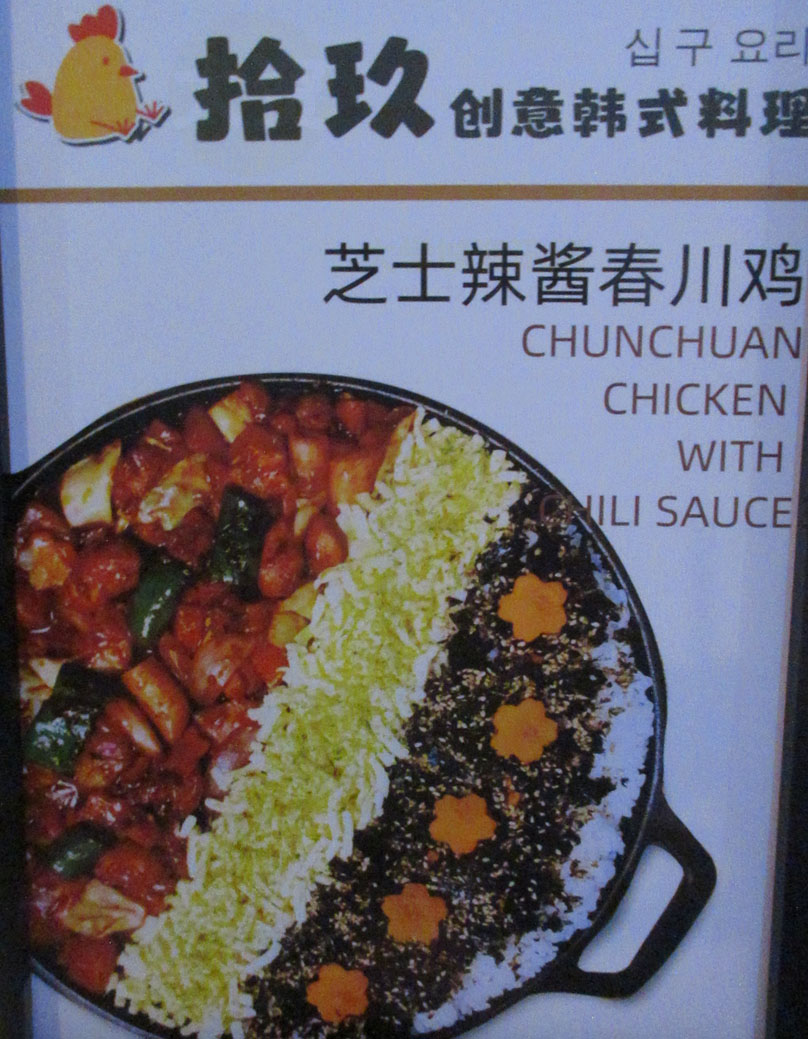 십구 요리
拾玖 创意韩式料理
芝士辣酱春川鸡
CHUNCHUAN
CHICKEN
WITH
CHILI SAUCE